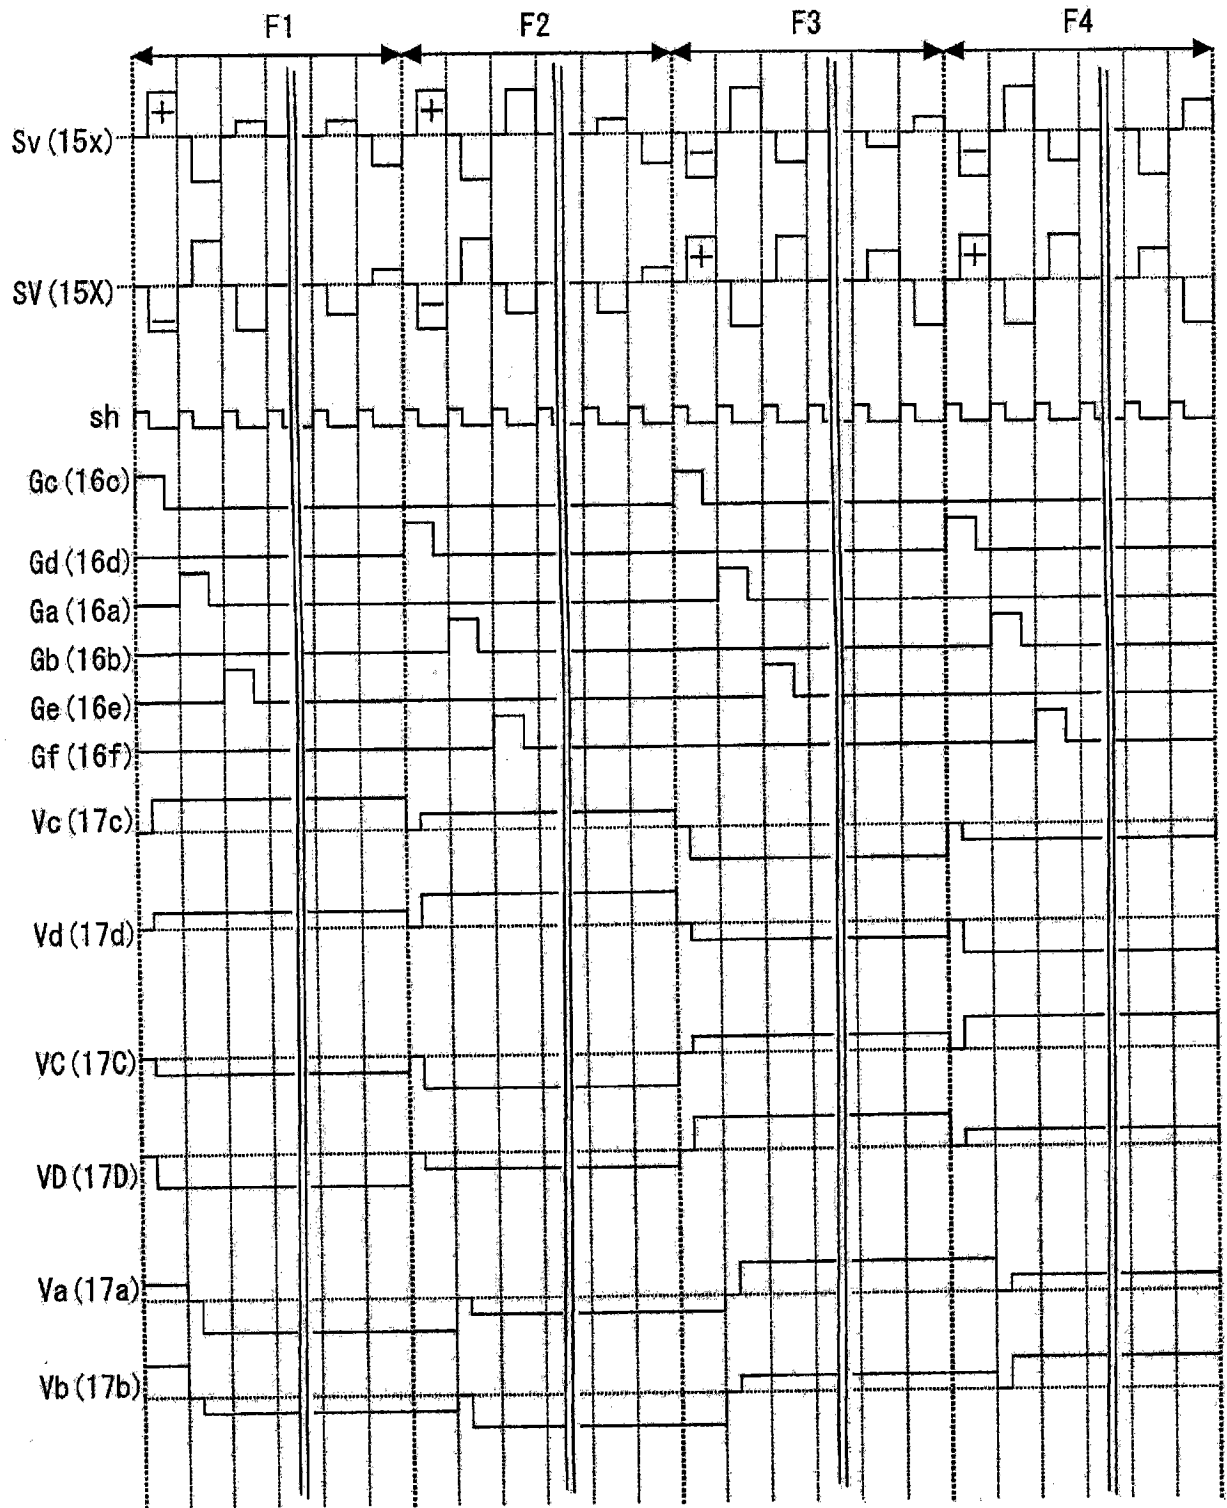 F1 F2 F3 F4
+ +
Sv(15x) − −
+ +
SV(15X) − −
sh
Gc(16c)
Gd(16d)
Ga(16a)
Gb(16b)
Ge(16e)
Gf(16f)
Vc(17c)
Vd(17d)
VC(17C)
VD(17D)
Va(17a)
Vb(17b)